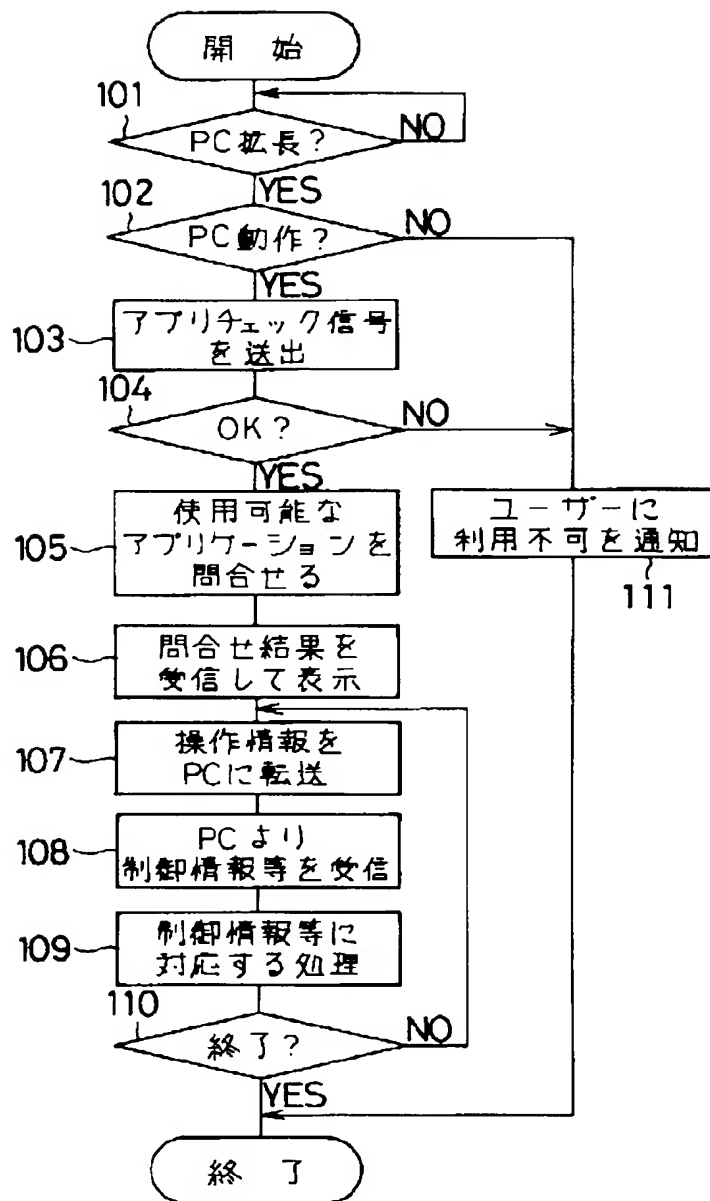 開始
101
PC拡長?
NO
YES
102
PC動作?
NO
YES
103
アプリチェック信号
を送出
104
OK?
NO
YES
105
使用可能な
アプリケーションを
問合せる
ユーザーに
利用不可を通知
111
106
問合せ結果を
受信して表示
107
操作情報を
PCに転送
108
PCより
制御情報等を受信
109
制御情報等に
対応する処理
110
終了?
NO
YES
終了